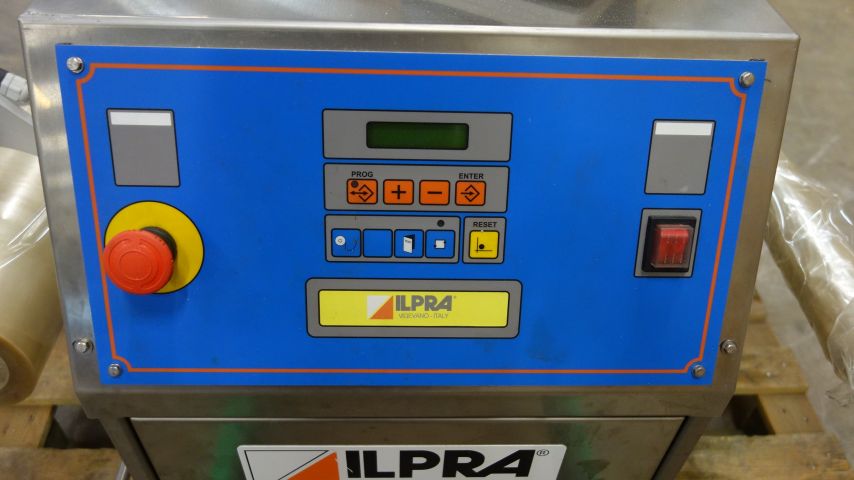 PROG ENTER
+ −
RESET
ILPRA®
VIGEVANO - ITALY
ILPRA®